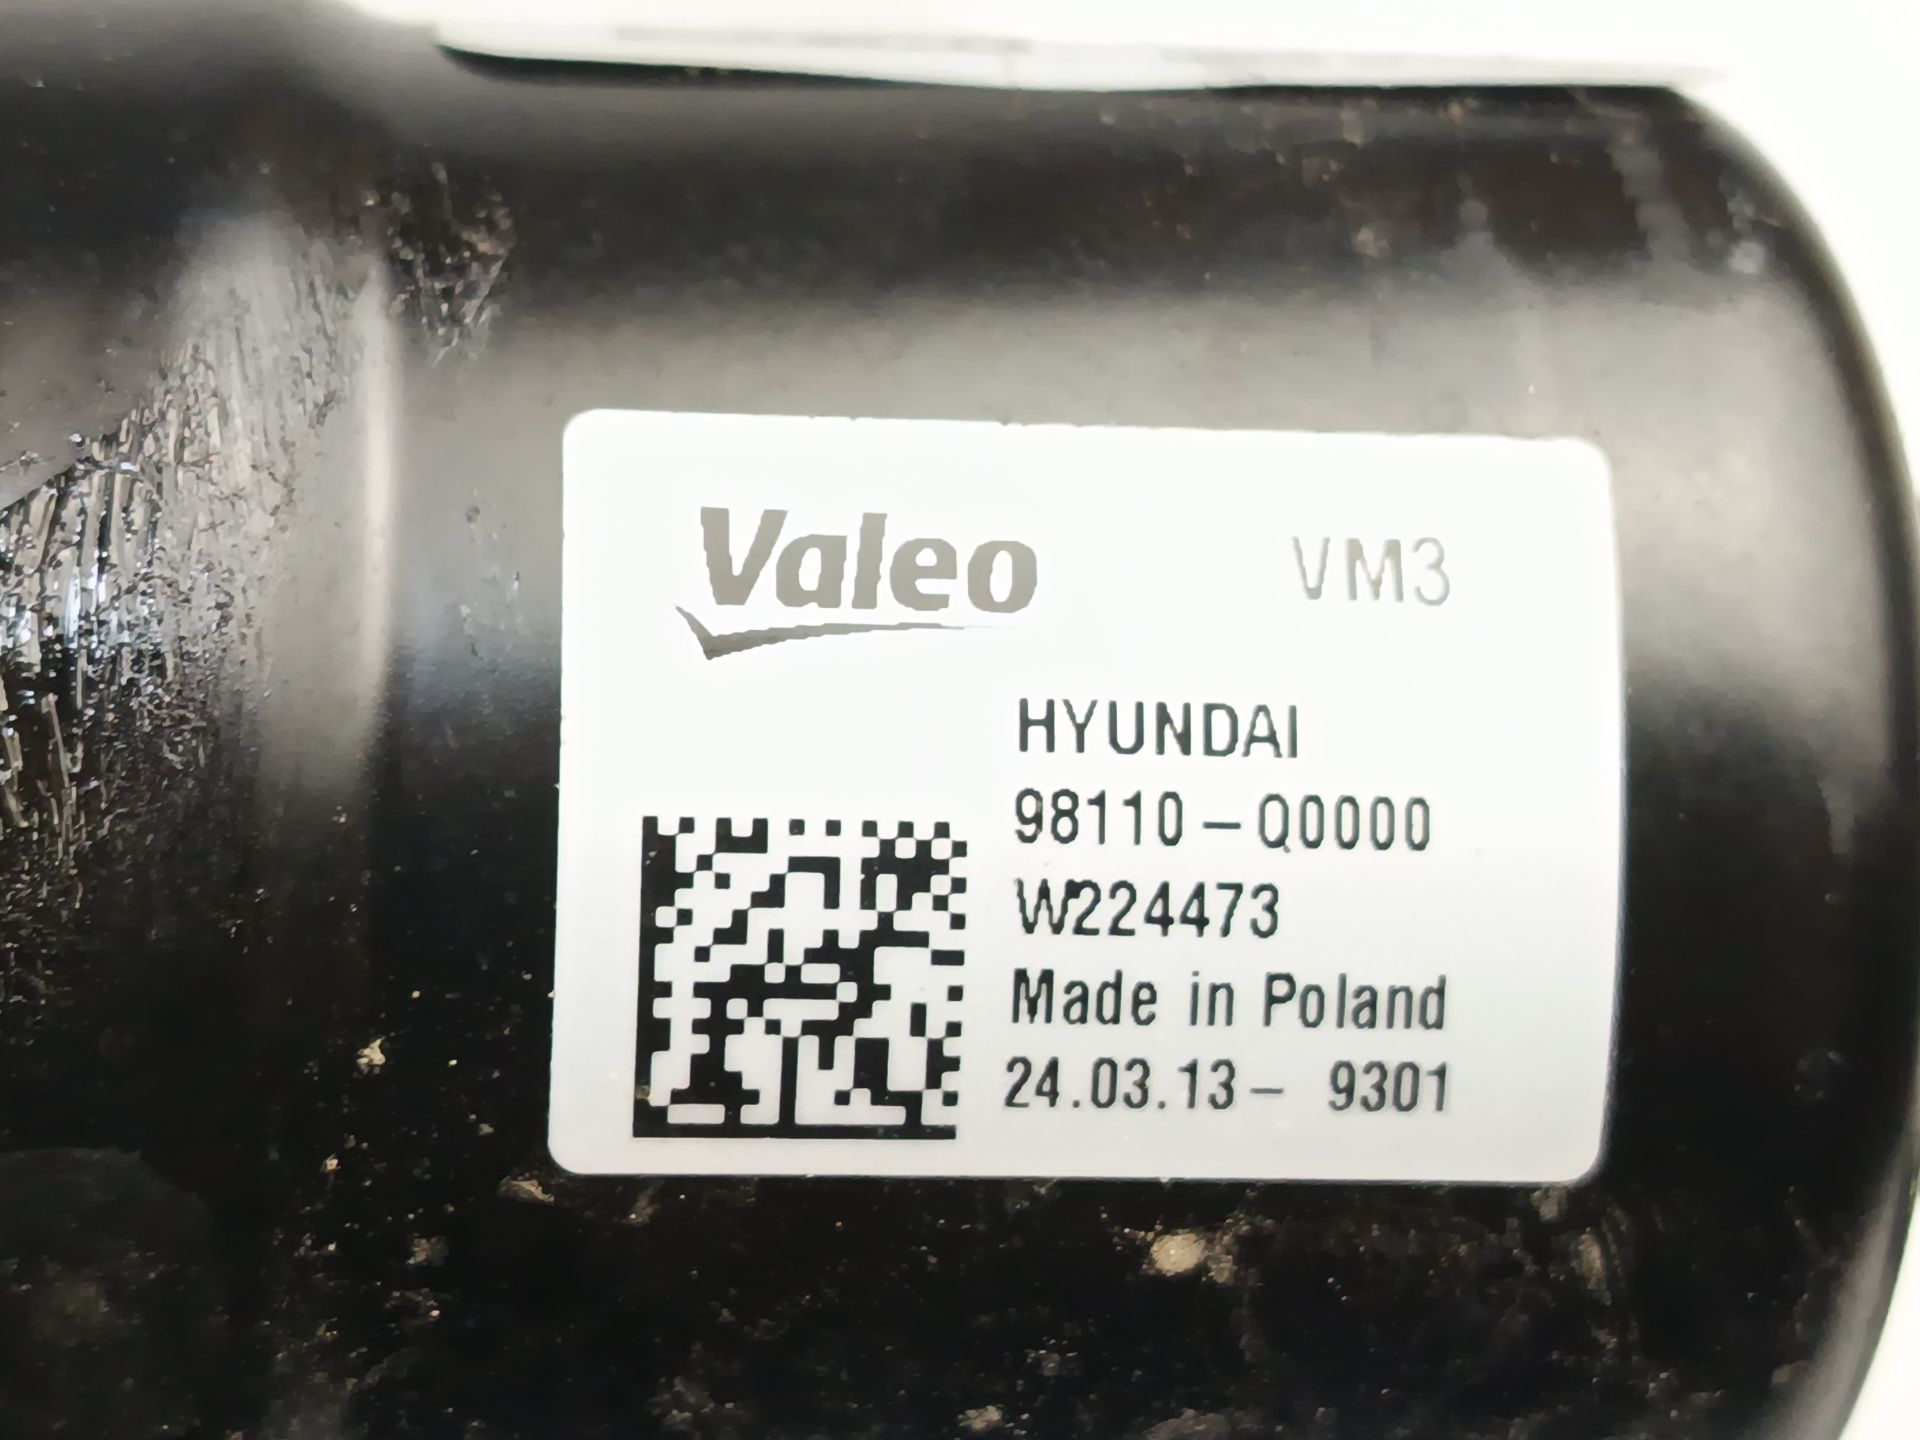 Valeo VM3
HYUNDAI
98110-Q0000
W224473
Made in Poland
24.03.13- 9301